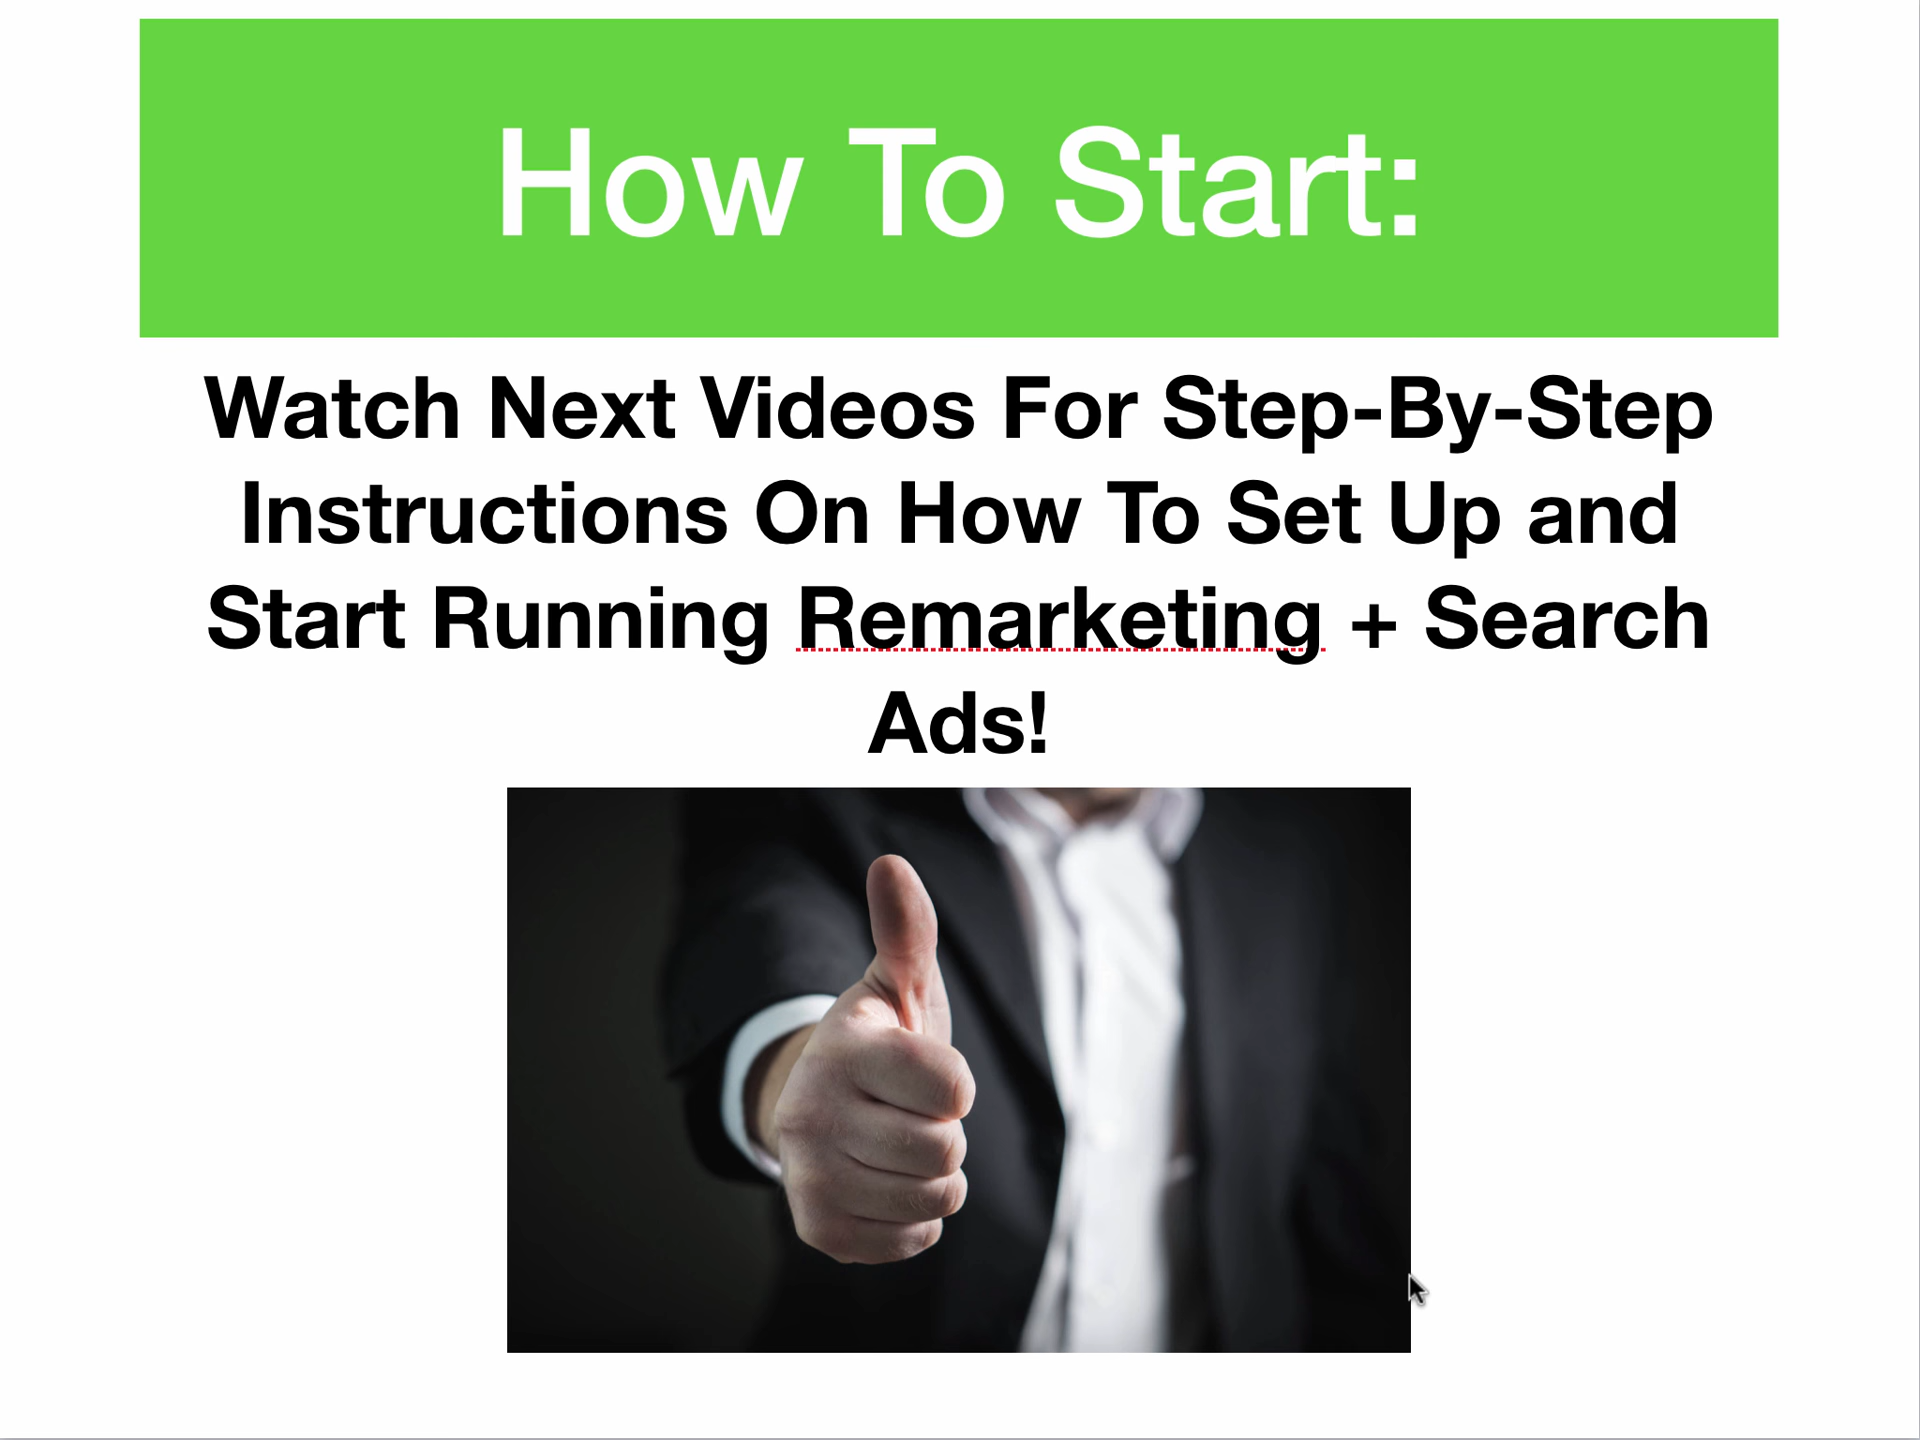 How To Start:
Watch Next Videos For Step-By-Step
Instructions On How To Set Up and
Start Running Remarketing + Search
Ads!